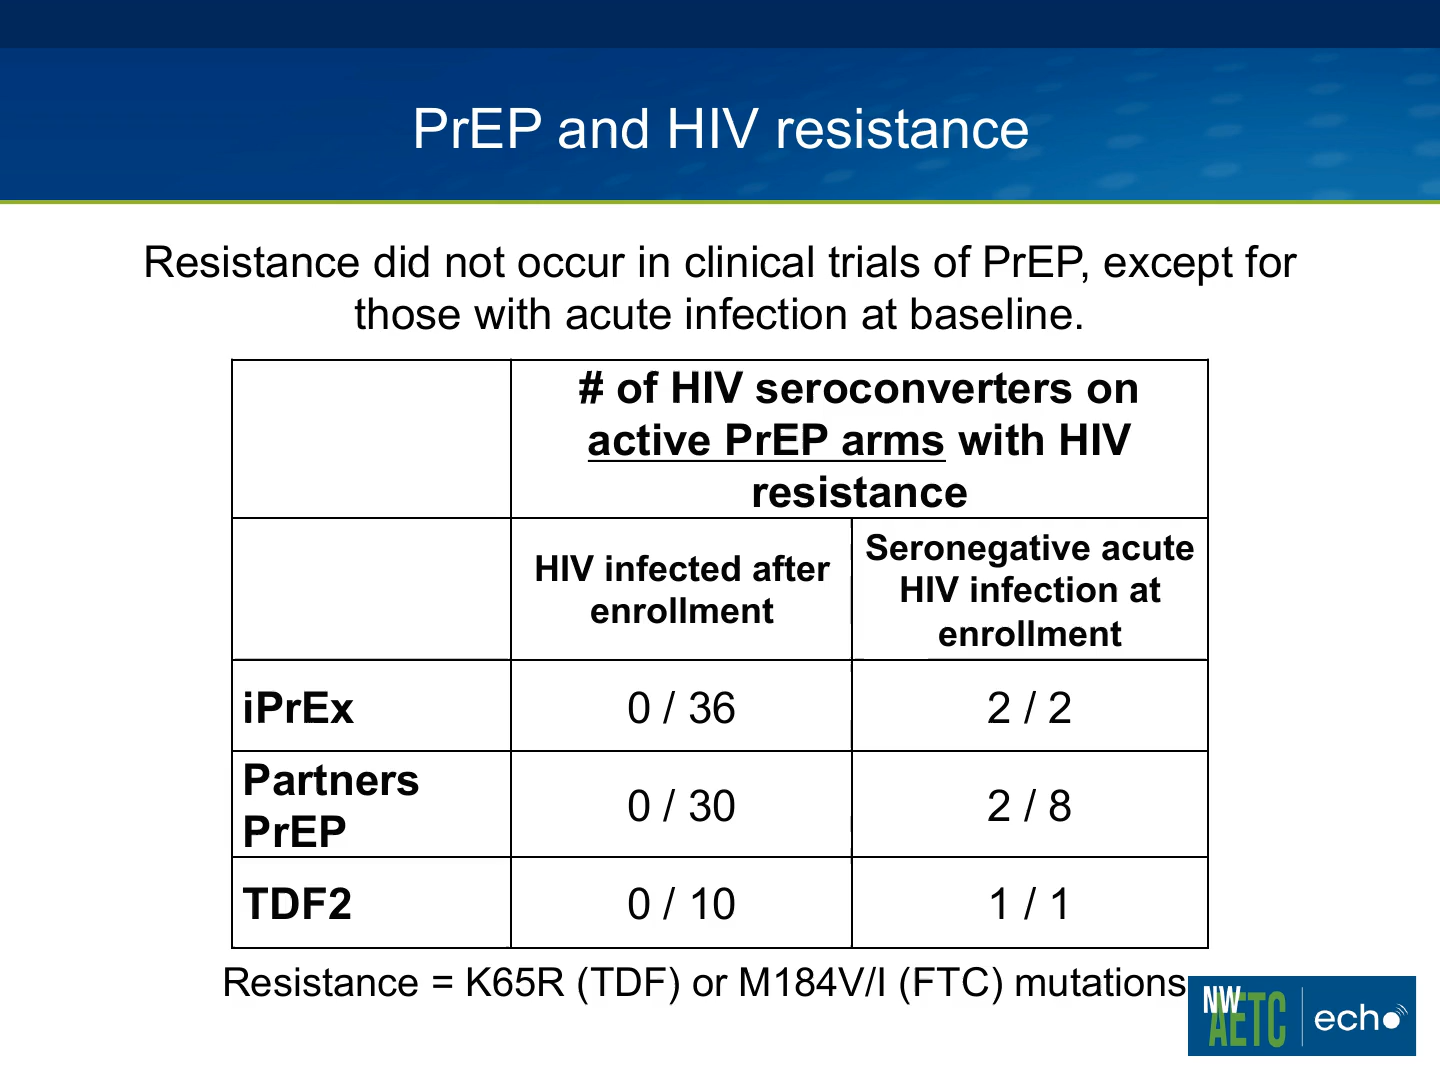 PrEP and HIV resistance
Resistance did not occur in clinical trials of PrEP, except for
those with acute infection at baseline.
# of HIV seroconverters on
active PrEP arms with HIV
resistance
HIV infected after
enrollment
Seronegative acute
HIV infection at
enrollment
iPrEx
0 / 36
2 / 2
Partners
PrEP
0 / 30
2 / 8
TDF2
0 / 10
1 / 1
Resistance = K65R (TDF) or M184V/I (FTC) mutations
NW
AETC
echo